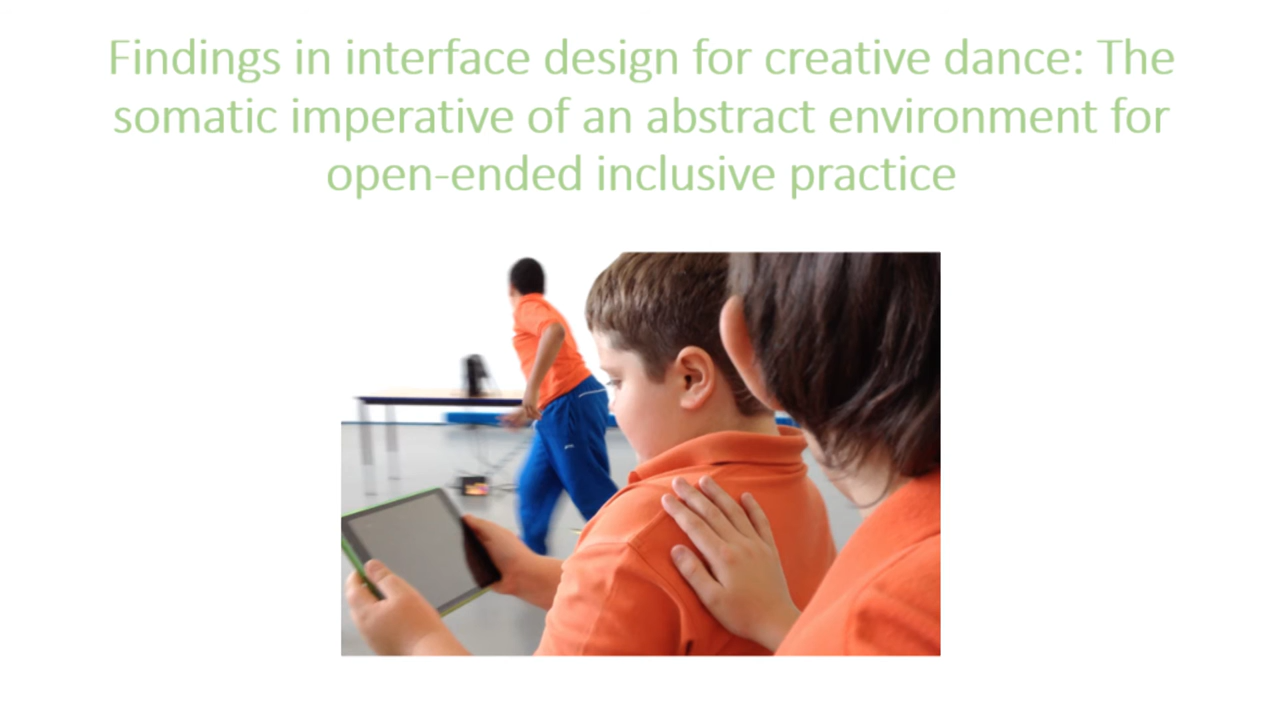 Findings in interface design for creative dance: The
somatic imperative of an abstract environment for
open-ended inclusive practice